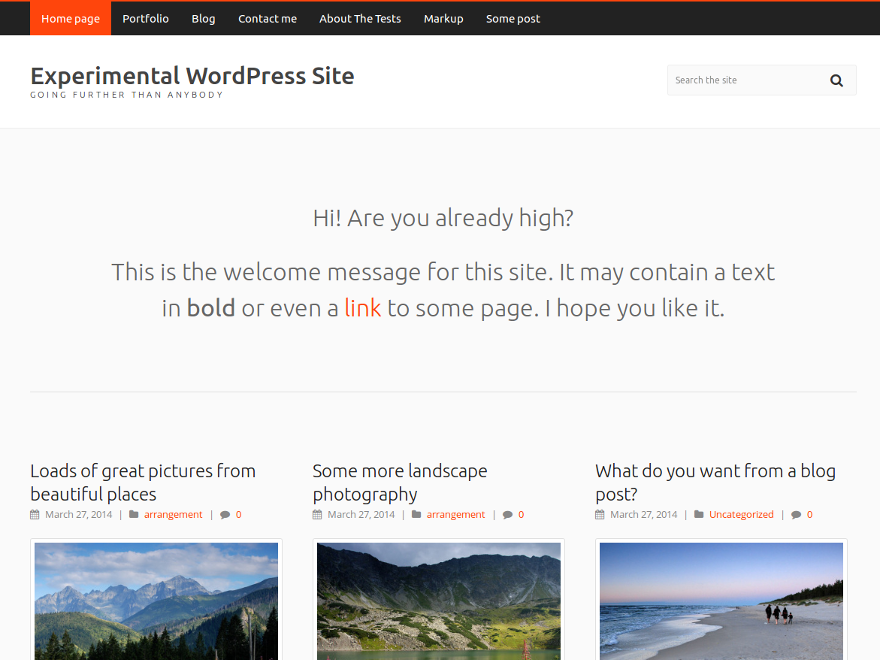 Home page Portfolio Blog Contact me About The Tests Markup Some post
Experimental WordPress Site
GOING FURTHER THAN ANYBODY
Search the site
Hi! Are you already high?
This is the welcome message for this site. It may contain a text
in bold or even a link to some page. I hope you like it.
Loads of great pictures from
beautiful places
March 27, 2014 | arrangement | 0
Some more landscape
photography
March 27, 2014 | arrangement | 0
What do you want from a blog
post?
March 27, 2014 | Uncategorized | 0